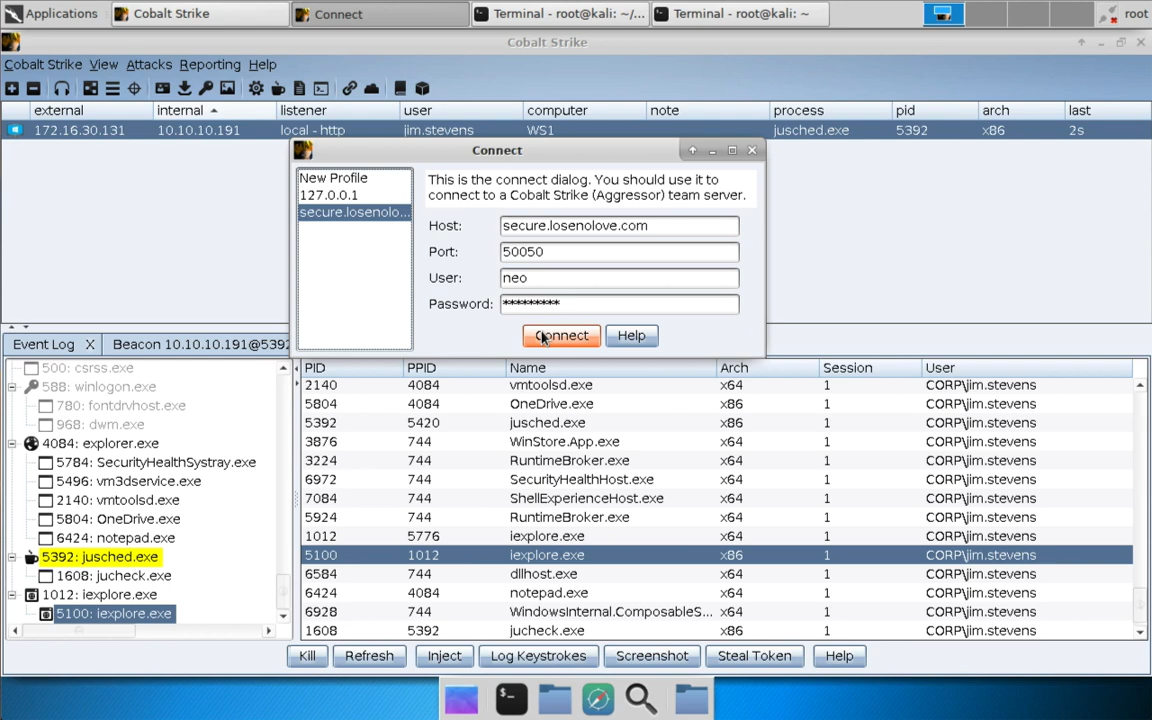 Applications
Cobalt Strike
Connect
Terminal - root@kali: ~/...
Terminal - root@kali: ~
root
Cobalt Strike
Cobalt Strike View Attacks Reporting Help
external internal listener user computer note process pid arch last
172.16.30.131 10.10.10.191 local - http jim.stevens WS1 jusched.exe 5392 x86 2s
Connect
New Profile
127.0.0.1
secure.losenolo...
This is the connect dialog. You should use it to
connect to a Cobalt Strike (Aggressor) team server.
Host: secure.losenolove.com
Port: 50050
User: neo
Password: *********
Connect Help
Event Log X Beacon 10.10.10.191@5392
500: csrss.exe
588: winlogon.exe
780: fontdrvhost.exe
968: dwm.exe
4084: explorer.exe
5784: SecurityHealthSystray.exe
5496: vm3dservice.exe
2140: vmtoolsd.exe
5804: OneDrive.exe
6424: notepad.exe
5392: jusched.exe
1608: jucheck.exe
1012: iexplore.exe
5100: iexplore.exe
PID PPID Name Arch Session User
2140 4084 vmtoolsd.exe x64 1 CORP\jim.stevens
5804 4084 OneDrive.exe x86 1 CORP\jim.stevens
5392 5420 jusched.exe x86 1 CORP\jim.stevens
3876 744 WinStore.App.exe x64 1 CORP\jim.stevens
3224 744 RuntimeBroker.exe x64 1 CORP\jim.stevens
6972 744 SecurityHealthHost.exe x64 1 CORP\jim.stevens
7084 744 ShellExperienceHost.exe x64 1 CORP\jim.stevens
5924 744 RuntimeBroker.exe x64 1 CORP\jim.stevens
1012 5776 iexplore.exe x64 1 CORP\jim.stevens
5100 1012 iexplore.exe x86 1 CORP\jim.stevens
6584 744 dllhost.exe x64 1 CORP\jim.stevens
6424 4084 notepad.exe x64 1 CORP\jim.stevens
6928 744 WindowsInternal.ComposableS... x64 1 CORP\jim.stevens
1608 5392 jucheck.exe x86 1 CORP\jim.stevens
Kill Refresh Inject Log Keystrokes Screenshot Steal Token Help